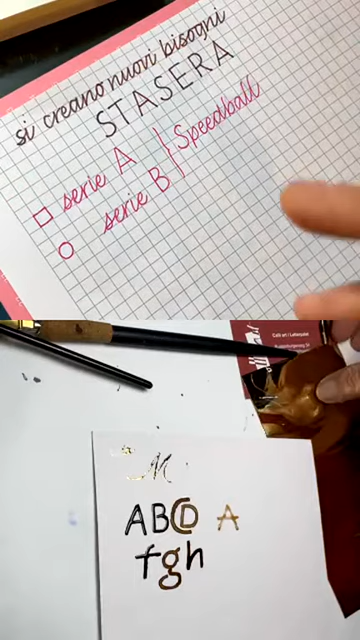 si creano nuovi bisogni
STASERA
serie A
serie B
Speedball
M
ABCD A
fgh